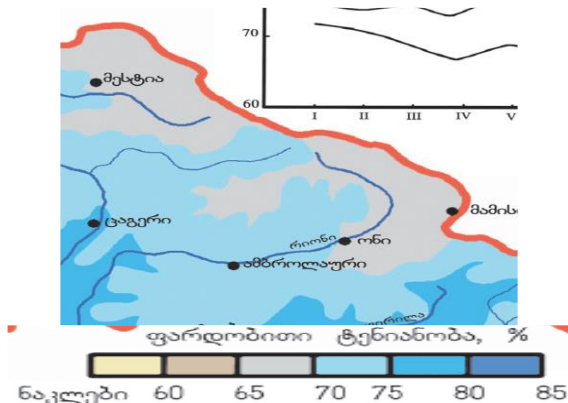 70
60
I II III IV V
მესტია
მამის
ცაგერი
რიონი ონი
ამბროლაური
ფარდობითი ტენიანობა, %
ნაკლები 60 65 70 75 80 85